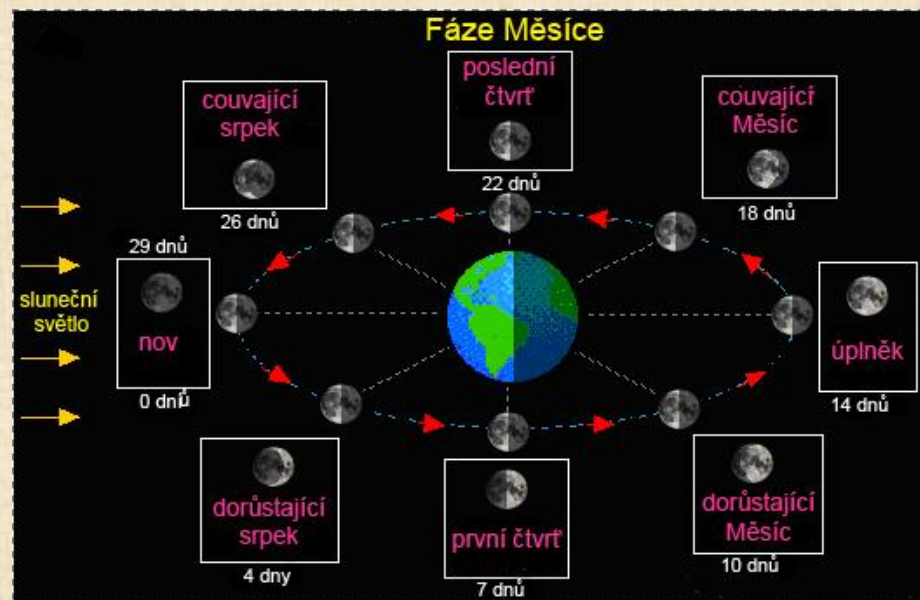 Fáze Měsíce
couvající
srpek
26 dnů
poslední
čtvrť
22 dnů
couvající
Měsíc
18 dnů
29 dnů
nov
0 dnů
sluneční
světlo
úplněk
14 dnů
dorůstající
srpek
4 dny
první čtvrť
7 dnů
dorůstající
Měsíc
10 dnů